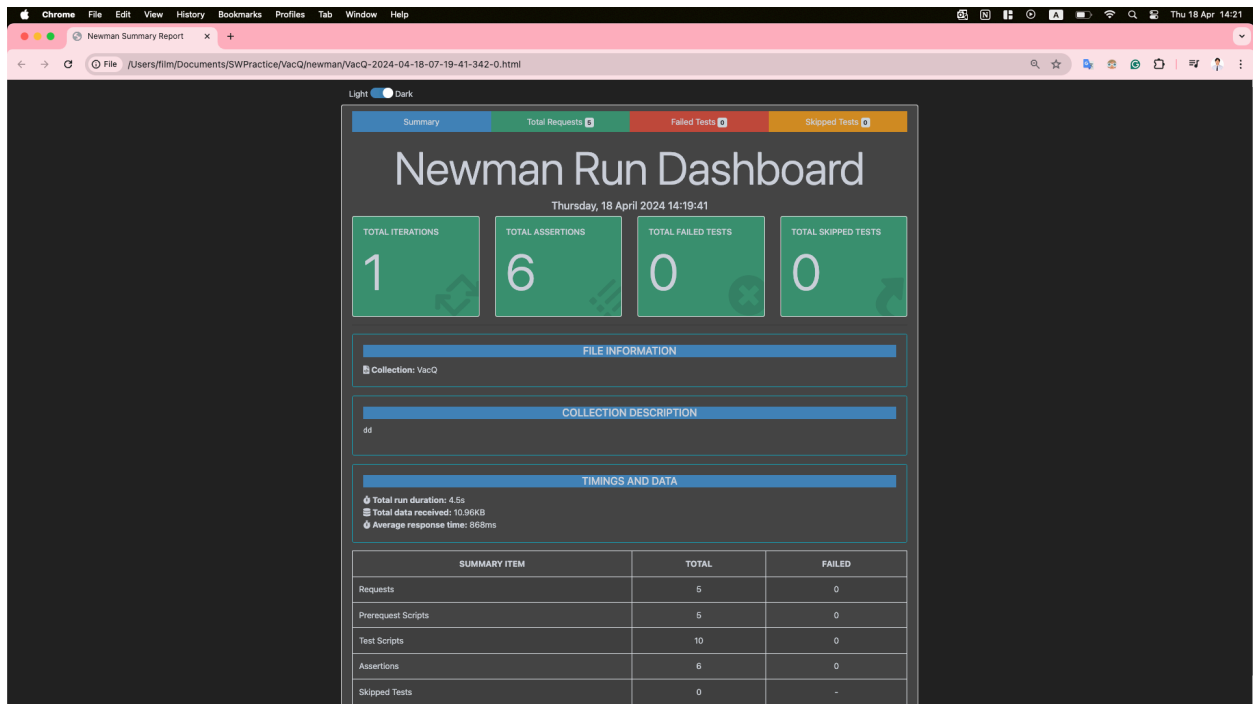 Chrome File Edit View History Bookmarks Profiles Tab Window Help A Thu 18 Apr 14:21
Newman Summary Report
File /Users/film/Documents/SWPractice/VacQ/newman/VacQ-2024-04-18-07-19-41-342-0.html
Light Dark
Summary Total Requests 5 Failed Tests 0 Skipped Tests 0
Newman Run Dashboard
Thursday, 18 April 2024 14:19:41
TOTAL ITERATIONS TOTAL ASSERTIONS TOTAL FAILED TESTS TOTAL SKIPPED TESTS
1 6 0 0
FILE INFORMATION
Collection: VacQ
COLLECTION DESCRIPTION
dd
TIMINGS AND DATA
Total run duration: 4.5s
Total data received: 10.96KB
Average response time: 868ms
SUMMARY ITEM TOTAL FAILED
Requests 5 0
Prerequest Scripts 5 0
Test Scripts 10 0
Assertions 6 0
Skipped Tests 0 -